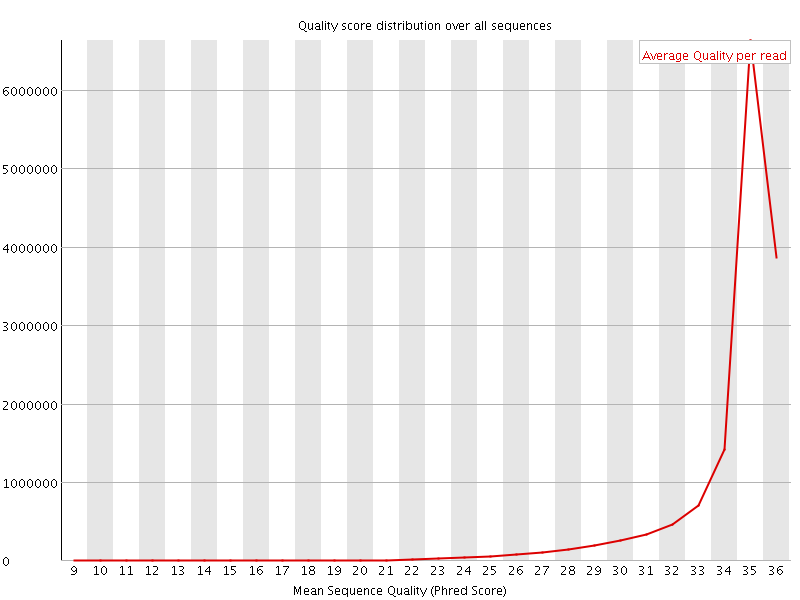 Quality score distribution over all sequences
Average Quality per read
6000000
5000000
4000000
3000000
2000000
1000000
0
9 10 11 12 13 14 15 16 17 18 19 20 21 22 23 24 25 26 27 28 29 30 31 32 33 34 35 36
Mean Sequence Quality (Phred Score)